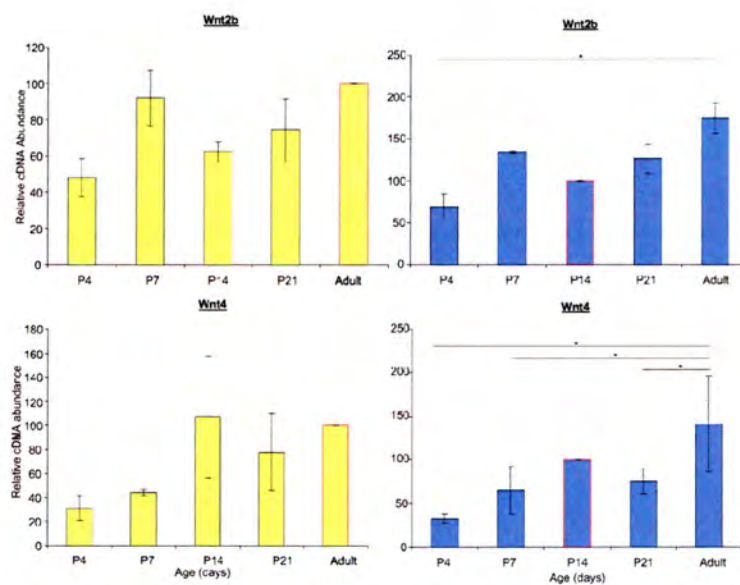 Wnt2b
Relative cDNA Abundance
120
100
80
60
40
20
0
P4 P7 P14 P21 Adult
250
200
150
100
50
0
*
P4 P7 P14 P21 Adult
Wnt4
Relative cDNA abundance
180
160
140
120
100
80
60
40
20
0
P4 P7 P14 P21 Adult
Age (cays)
Wnt2b
Wnt4
250
200
150
100
50
0
*
*
*
P4 P7 P14 P21 Adult
Age (days)